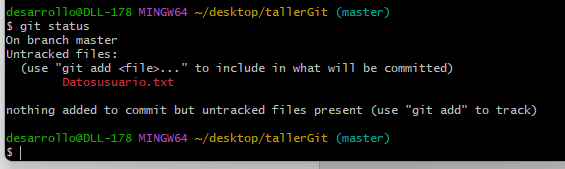 desarrollo@DLL-178 MINGW64 ~/desktop/tallerGit (master)
$ git status
On branch master
Untracked files:
  (use "git add <file>..." to include in what will be committed)
        Datosusuario.txt

nothing added to commit but untracked files present (use "git add" to track)

desarrollo@DLL-178 MINGW64 ~/desktop/tallerGit (master)
$